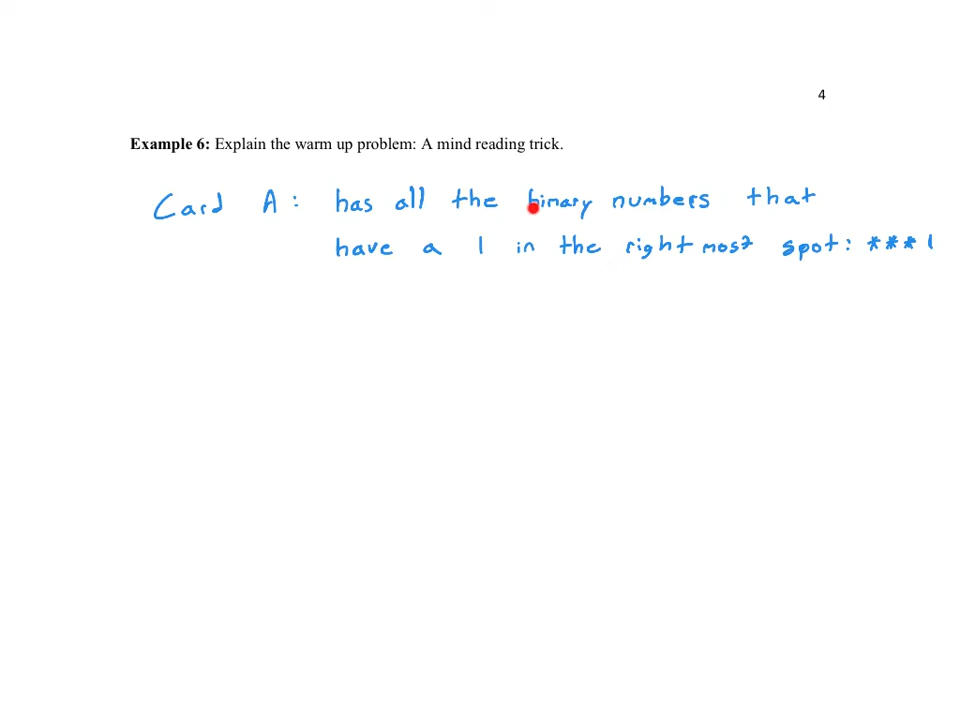 4
Example 6: Explain the warm up problem: A mind reading trick.
Card A: has all the binary numbers that
have a 1 in the right most spot: ***1